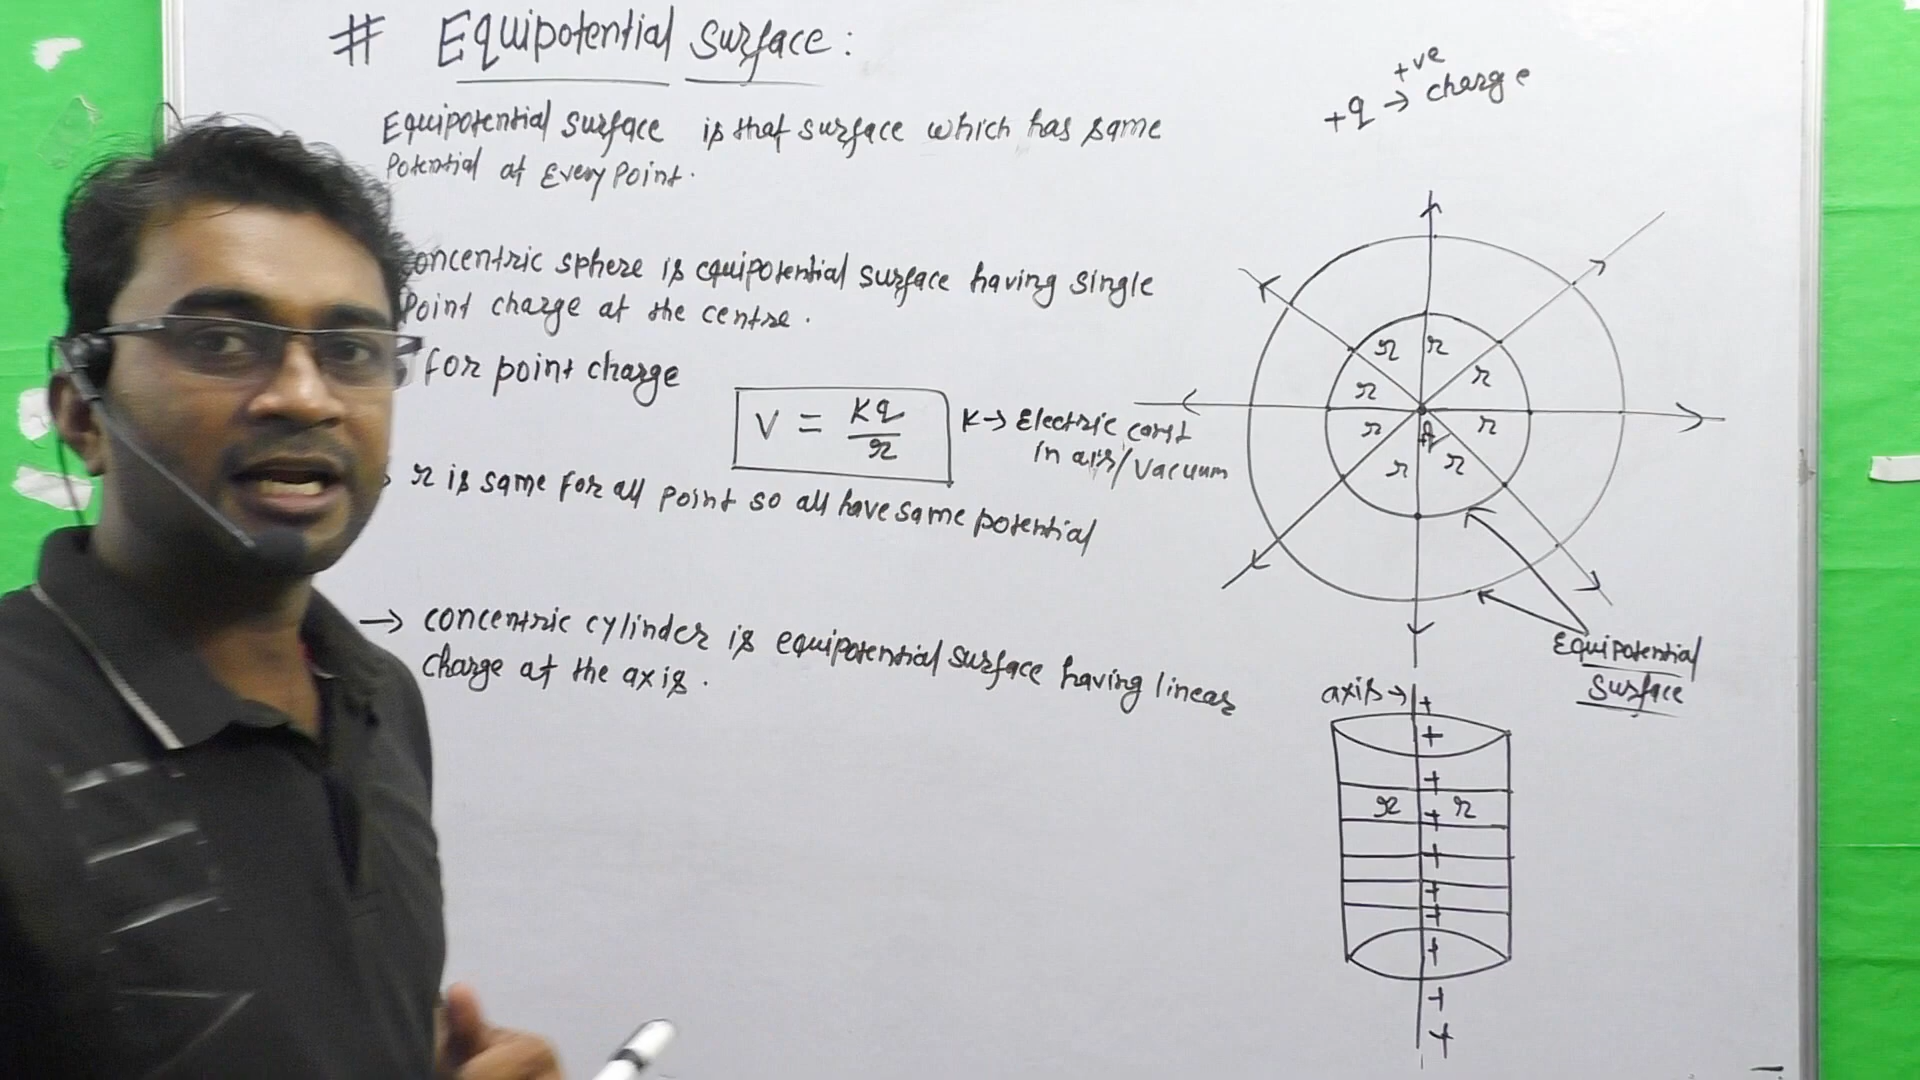 # Equipotential Surface:
Equipotential surface is that surface which has same
Potential at Every Point.
concentric sphere is equipotential surface having single
Point charge at the centre.
for point charge
V = Kq/r
K→ Electric const
in air/vacuum
r is same for all point so all have same potential
→ concentric cylinder is equipotential surface having linear
charge at the axis.
+ve
+q → charge
r r
r r
r r
r r
q
Equipotential
Surface
axis→ +
+
+
r + r
+
+
+
+
+
+